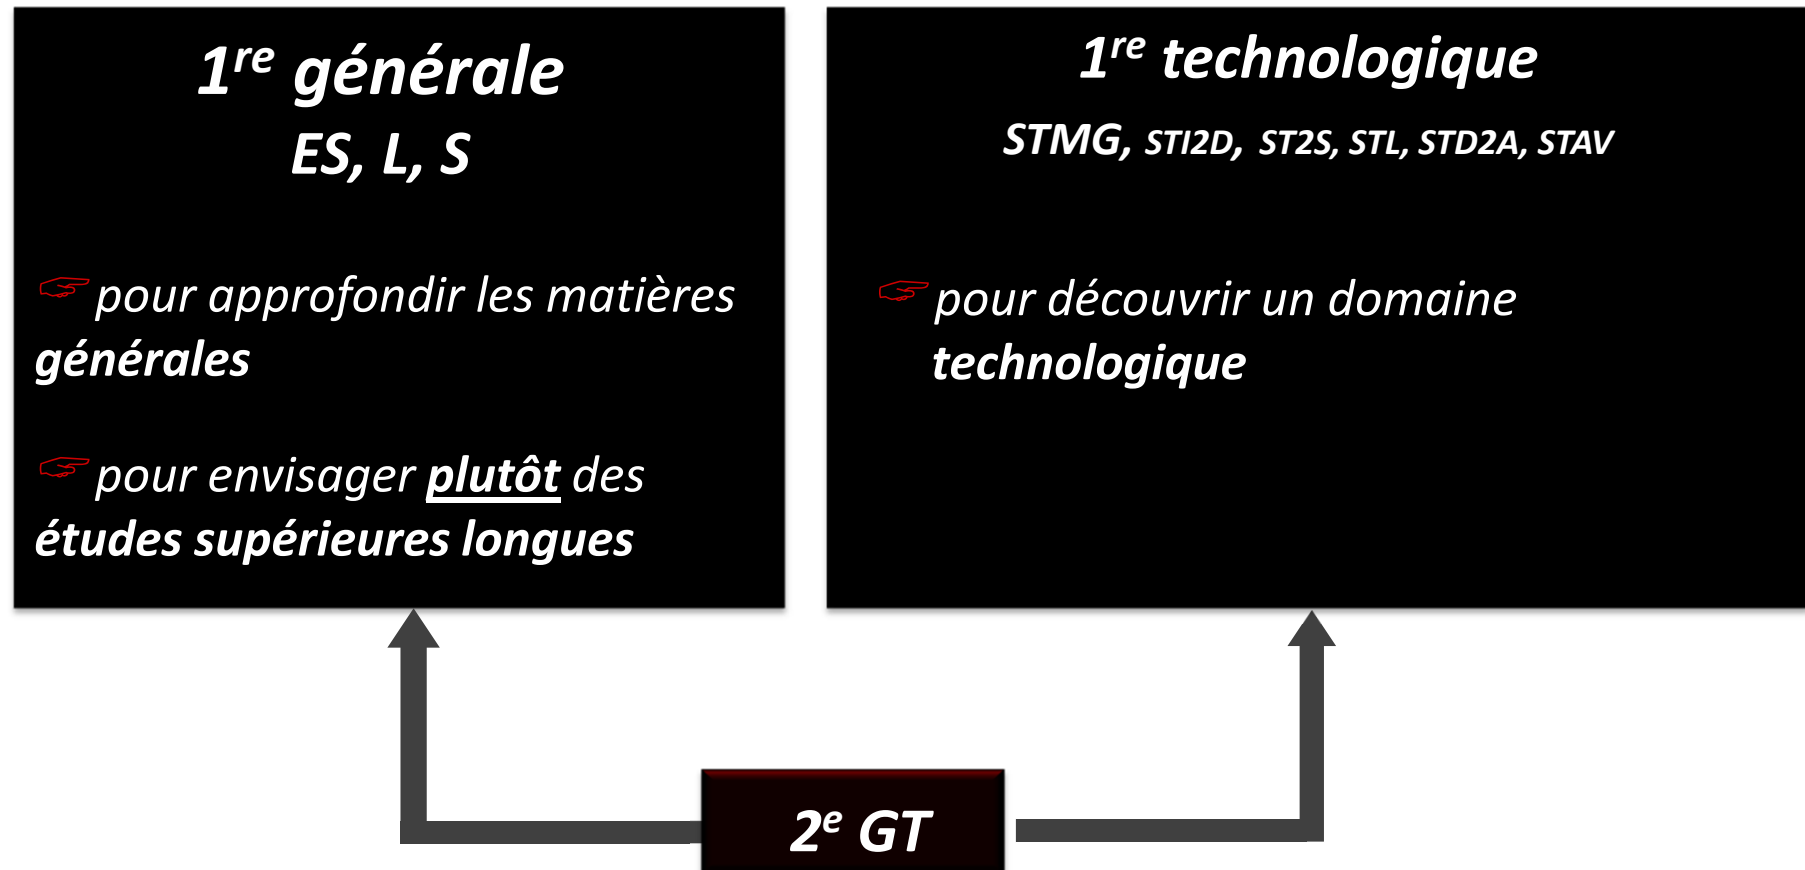 1re générale
ES, L, S
☞ pour approfondir les matières
générales
☞ pour envisager plutôt des
études supérieures longues
1re technologique
STMG, STI2D, ST2S, STL, STD2A, STAV
☞ pour découvrir un domaine
technologique
2e GT